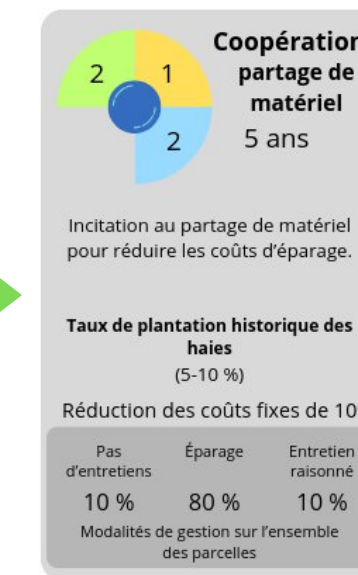 Coopération
partage de
matériel
5 ans
2
1
2
Incitation au partage de matériel
pour réduire les coûts d’éparage.
Taux de plantation historique des
haies
(5-10 %)
Réduction des coûts fixes de 10
Pas
d’entretiens
Éparage
Entretien
raisonné
10 %
80 %
10 %
Modalités de gestion sur l’ensemble
des parcelles